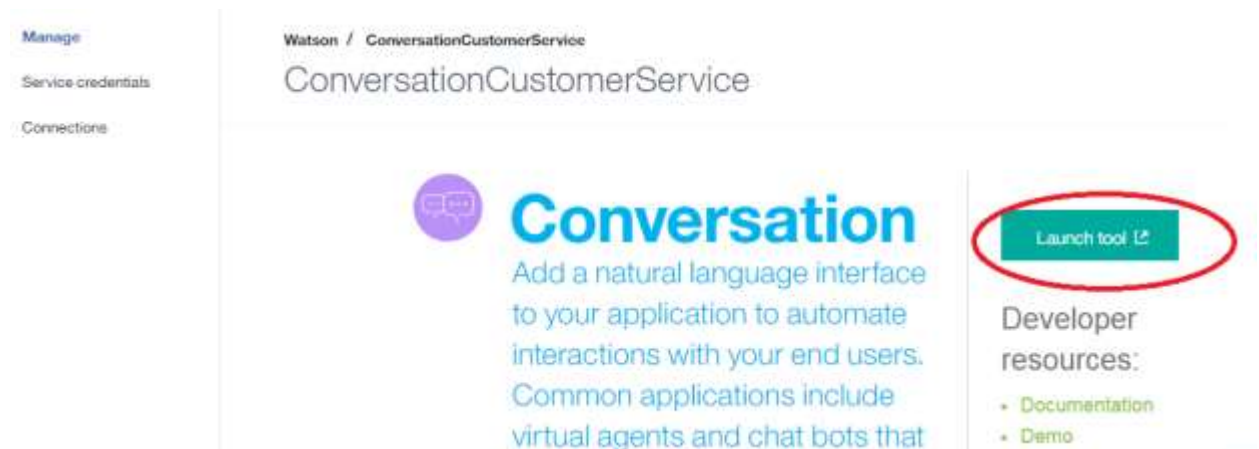 Manage
Service credentials
Connections
Watson / ConversationCustomerService
ConversationCustomerService
Conversation
Add a natural language interface
to your application to automate
interactions with your end users.
Common applications include
virtual agents and chat bots that
Launch tool
Developer
resources:
• Documentation
• Demo